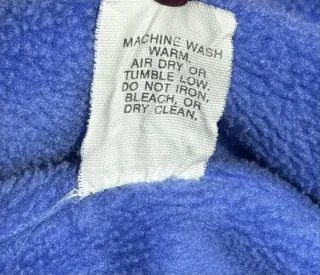 MACHINE WASH
WARM.
AIR DRY OR
TUMBLE LOW.
DO NOT IRON,
BLEACH, OR
DRY CLEAN.